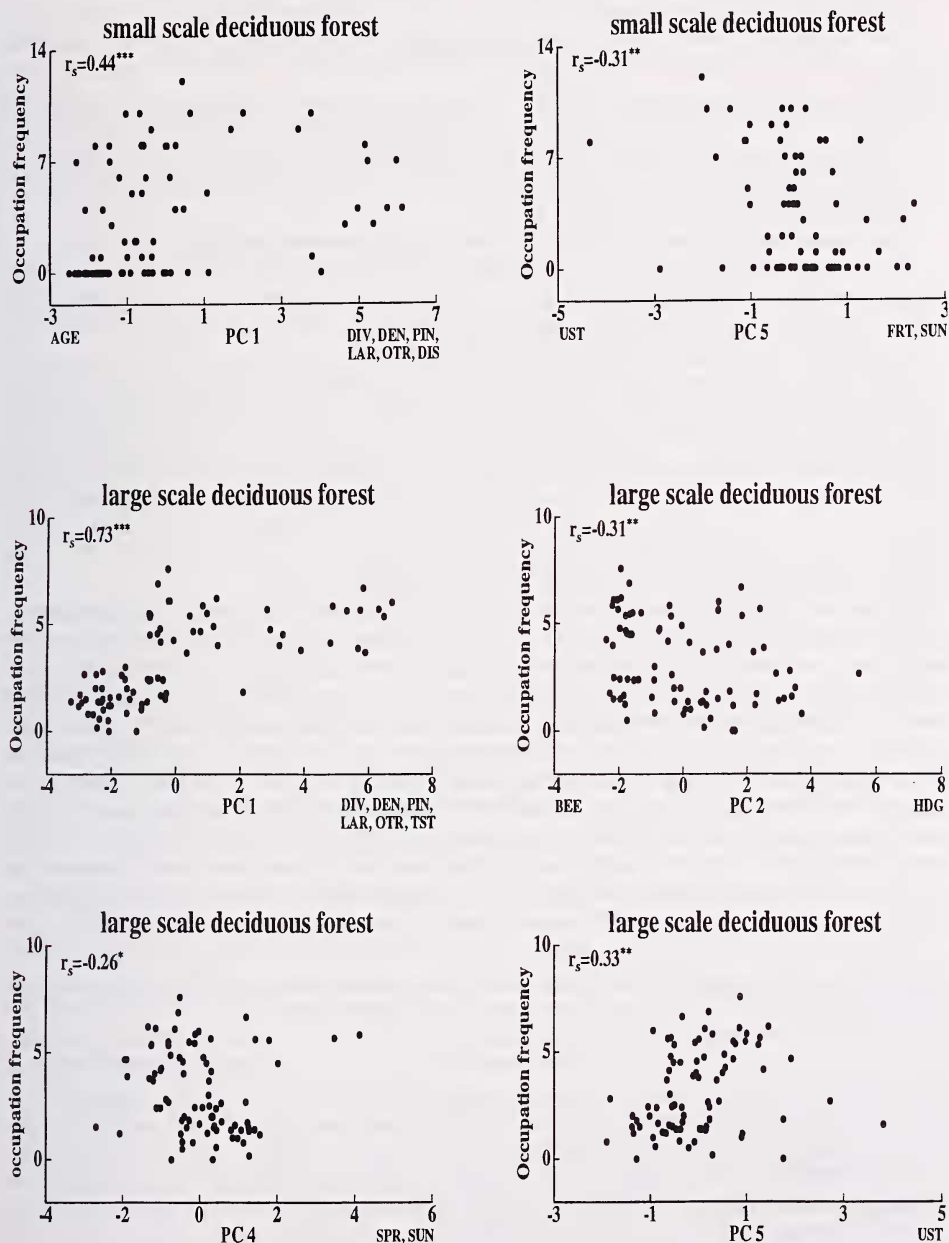 small scale deciduous forest
r_s=0.44***
Occupation frequency
14
7
0
-3 -1 1 3 5 7
AGE
PC 1
DIV, DEN, PIN,
LAR, OTR, DIS
small scale deciduous forest
r_s=-0.31**
Occupation frequency
14
7
0
-5 -3 -1 1 3
UST
PC 5
FRT, SUN
large scale deciduous forest
r_s=0.73***
Occupation frequency
10
5
0
-4 -2 0 2 4 6 8
PC 1
DIV, DEN, PIN,
LAR, OTR, TST
large scale deciduous forest
r_s=-0.31**
Occupation frequency
10
5
0
-4 -2 0 2 4 6 8
BEE
PC 2
HDG
large scale deciduous forest
r_s=-0.26*
occupation frequency
10
5
0
-4 -2 0 2 4 6
PC 4
SPR, SUN
large scale deciduous forest
r_s=0.33**
Occupation frequency
10
5
0
-3 -1 1 3 5
PC 5
UST